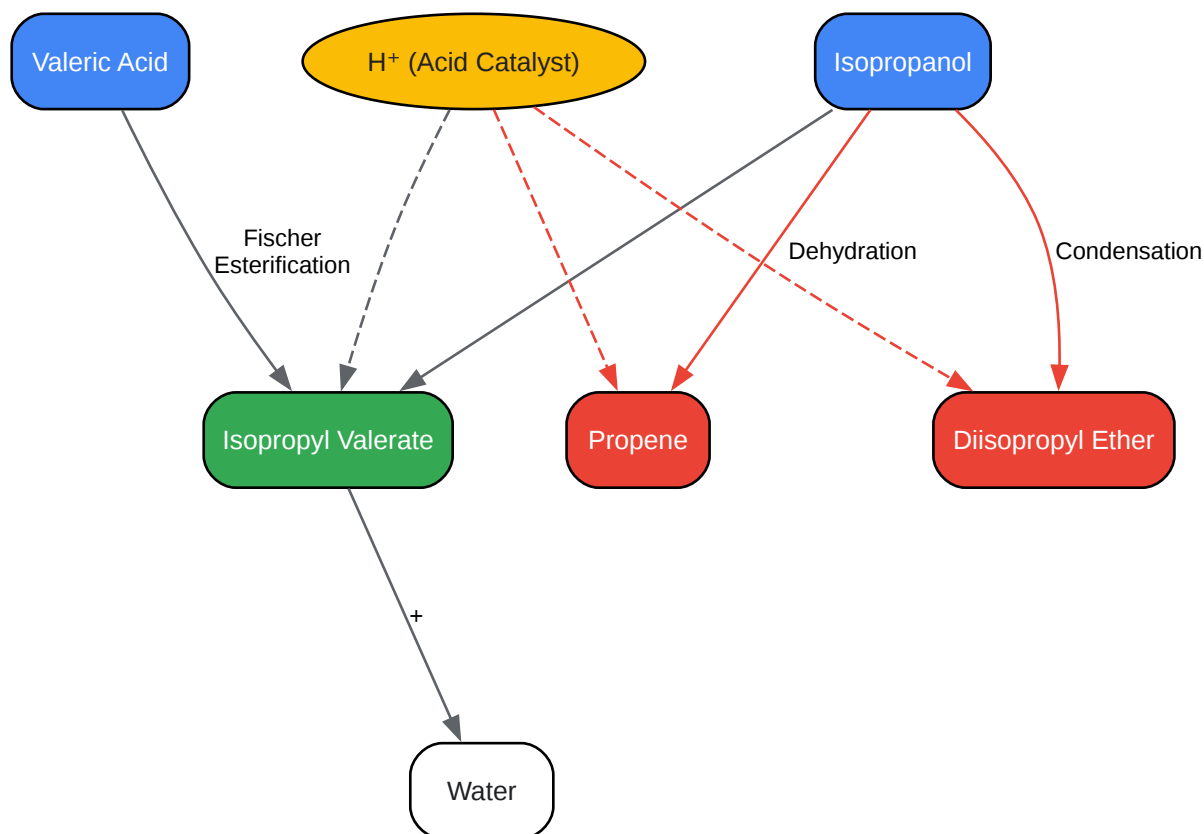 Valeric Acid
H⁺ (Acid Catalyst)
Isopropanol
Fischer
Esterification
Dehydration
Condensation
Isopropyl Valerate
Propene
Diisopropyl Ether
+
Water